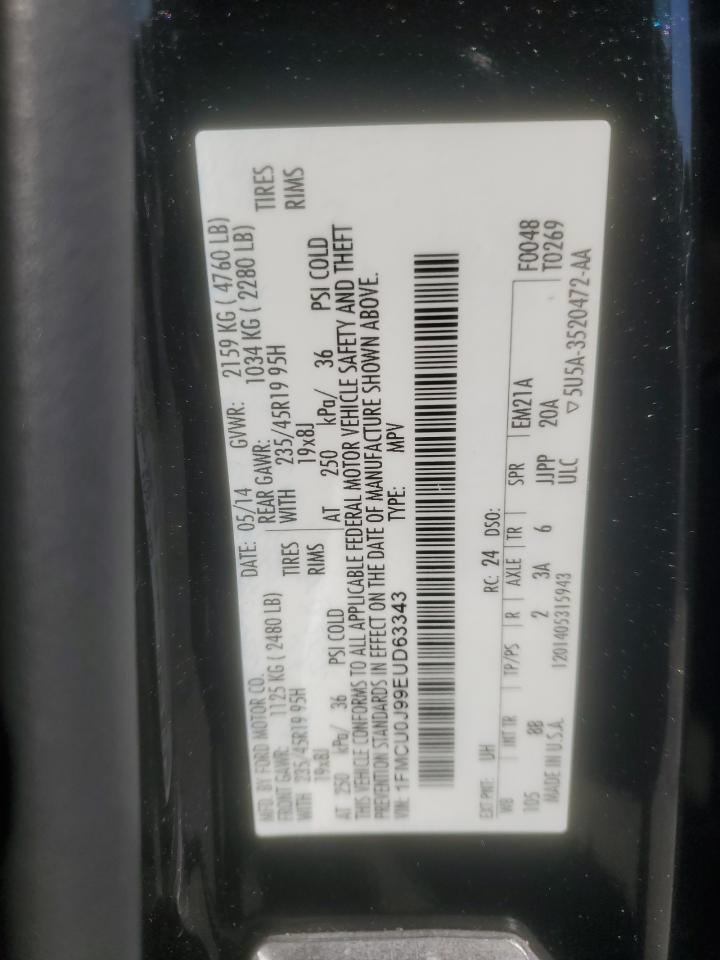 MFD. BY FORD MOTOR CO.
DATE: 05/14 GVWR: 2159 KG ( 4760 LB)
FRONT GAWR: 1125 KG ( 2480 LB) REAR GAWR: 1034 KG ( 2280 LB)
WITH 235/45R19 95H TIRES WITH 235/45R19 95H TIRES
19x8J RIMS 19x8J RIMS
AT 250 kPa/ 36 PSI COLD AT 250 kPa/ 36 PSI COLD
THIS VEHICLE CONFORMS TO ALL APPLICABLE FEDERAL MOTOR VEHICLE SAFETY AND THEFT
PREVENTION STANDARDS IN EFFECT ON THE DATE OF MANUFACTURE SHOWN ABOVE.
VIN: 1FMCU0J99EUD63343 TYPE: MPV
EXT PNT: UH RC: 24 DSO:
WB INT TR TP/PS R AXLE TR SPR EM21A F0048
105 8B 2 3A 6 JJPP 20A T0269
MADE IN U.S.A. 1201405315943 ULC ▽5U5A-3520472-AA